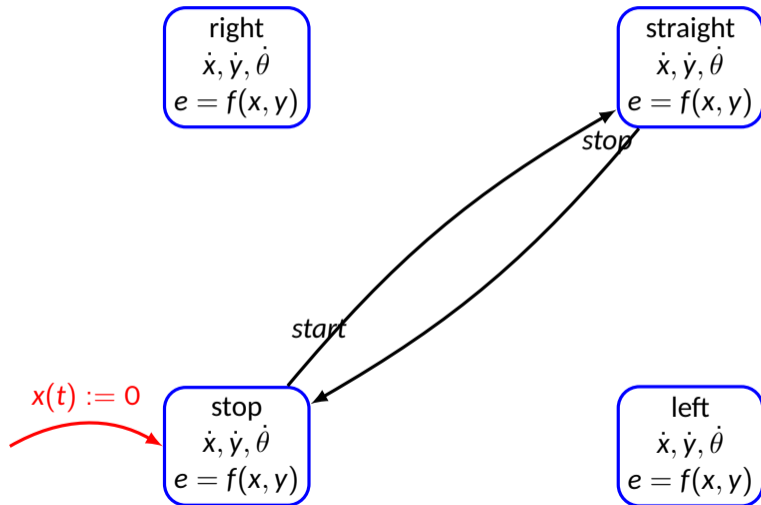 right
ẋ, ẏ, θ̇
e = f(x, y)
straight
ẋ, ẏ, θ̇
e = f(x, y)
stop
start
x(t) := 0
stop
ẋ, ẏ, θ̇
e = f(x, y)
left
ẋ, ẏ, θ̇
e = f(x, y)